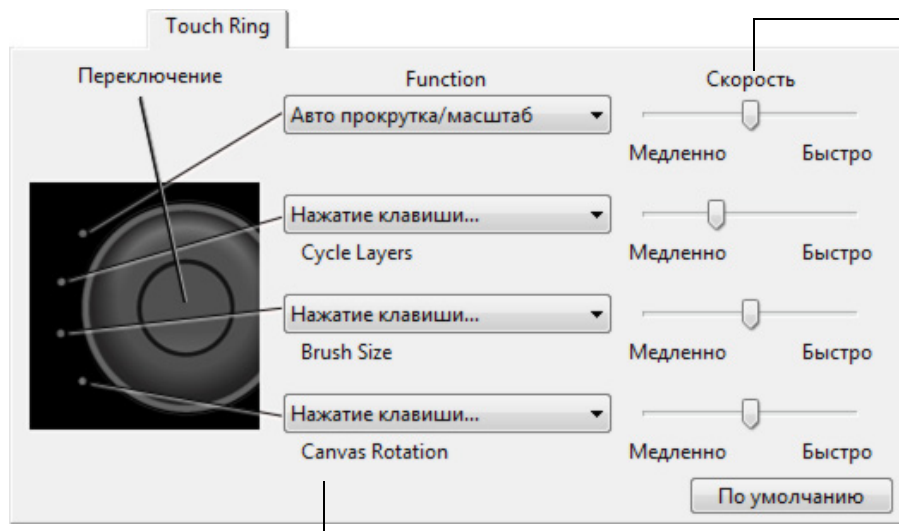 Touch Ring
Переключение Function Скорость
Авто прокрутка/масштаб
Медленно Быстро
Нажатие клавиши...
Cycle Layers Медленно Быстро
Нажатие клавиши...
Brush Size Медленно Быстро
Нажатие клавиши...
Canvas Rotation Медленно Быстро
По умолчанию